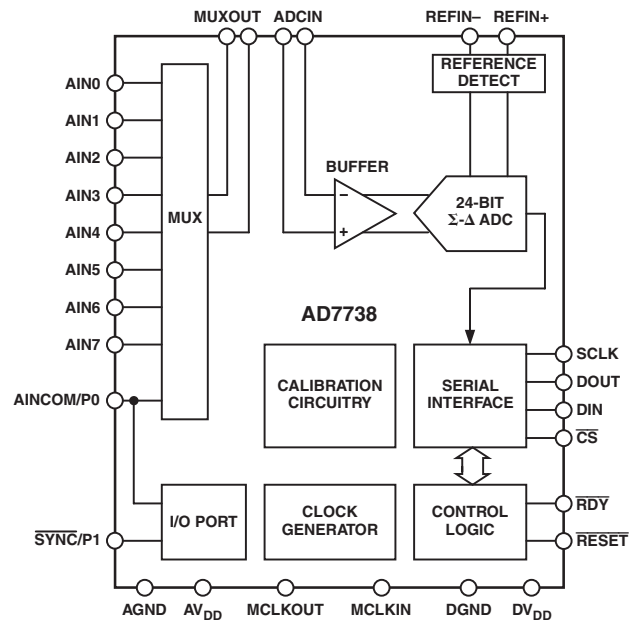 MUXOUT ADCIN REFIN– REFIN+
REFERENCE
DETECT
AIN0
AIN1
AIN2
AIN3
AIN4
AIN5
AIN6
AIN7
AINCOM/P0
SYNC/P1
MUX
BUFFER
–
+
24-BIT
Σ-Δ ADC
AD7738
CALIBRATION
CIRCUITRY
SERIAL
INTERFACE
SCLK
DOUT
DIN
CS
I/O PORT
CLOCK
GENERATOR
CONTROL
LOGIC
RDY
RESET
AGND AVDD MCLKOUT MCLKIN DGND DVDD